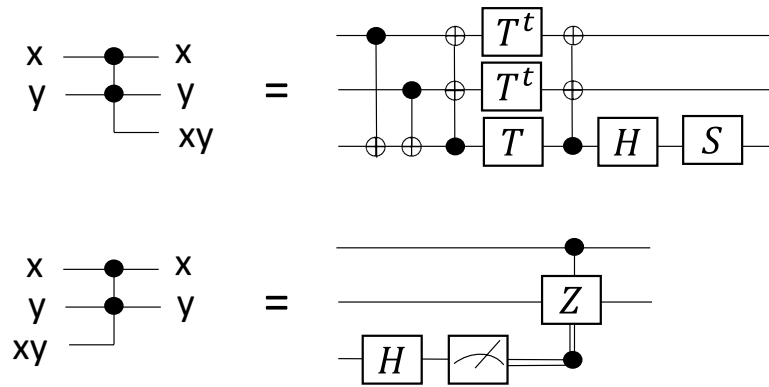 x x T^t
y = y T^t
xy T H S
x x
y = y Z
xy H